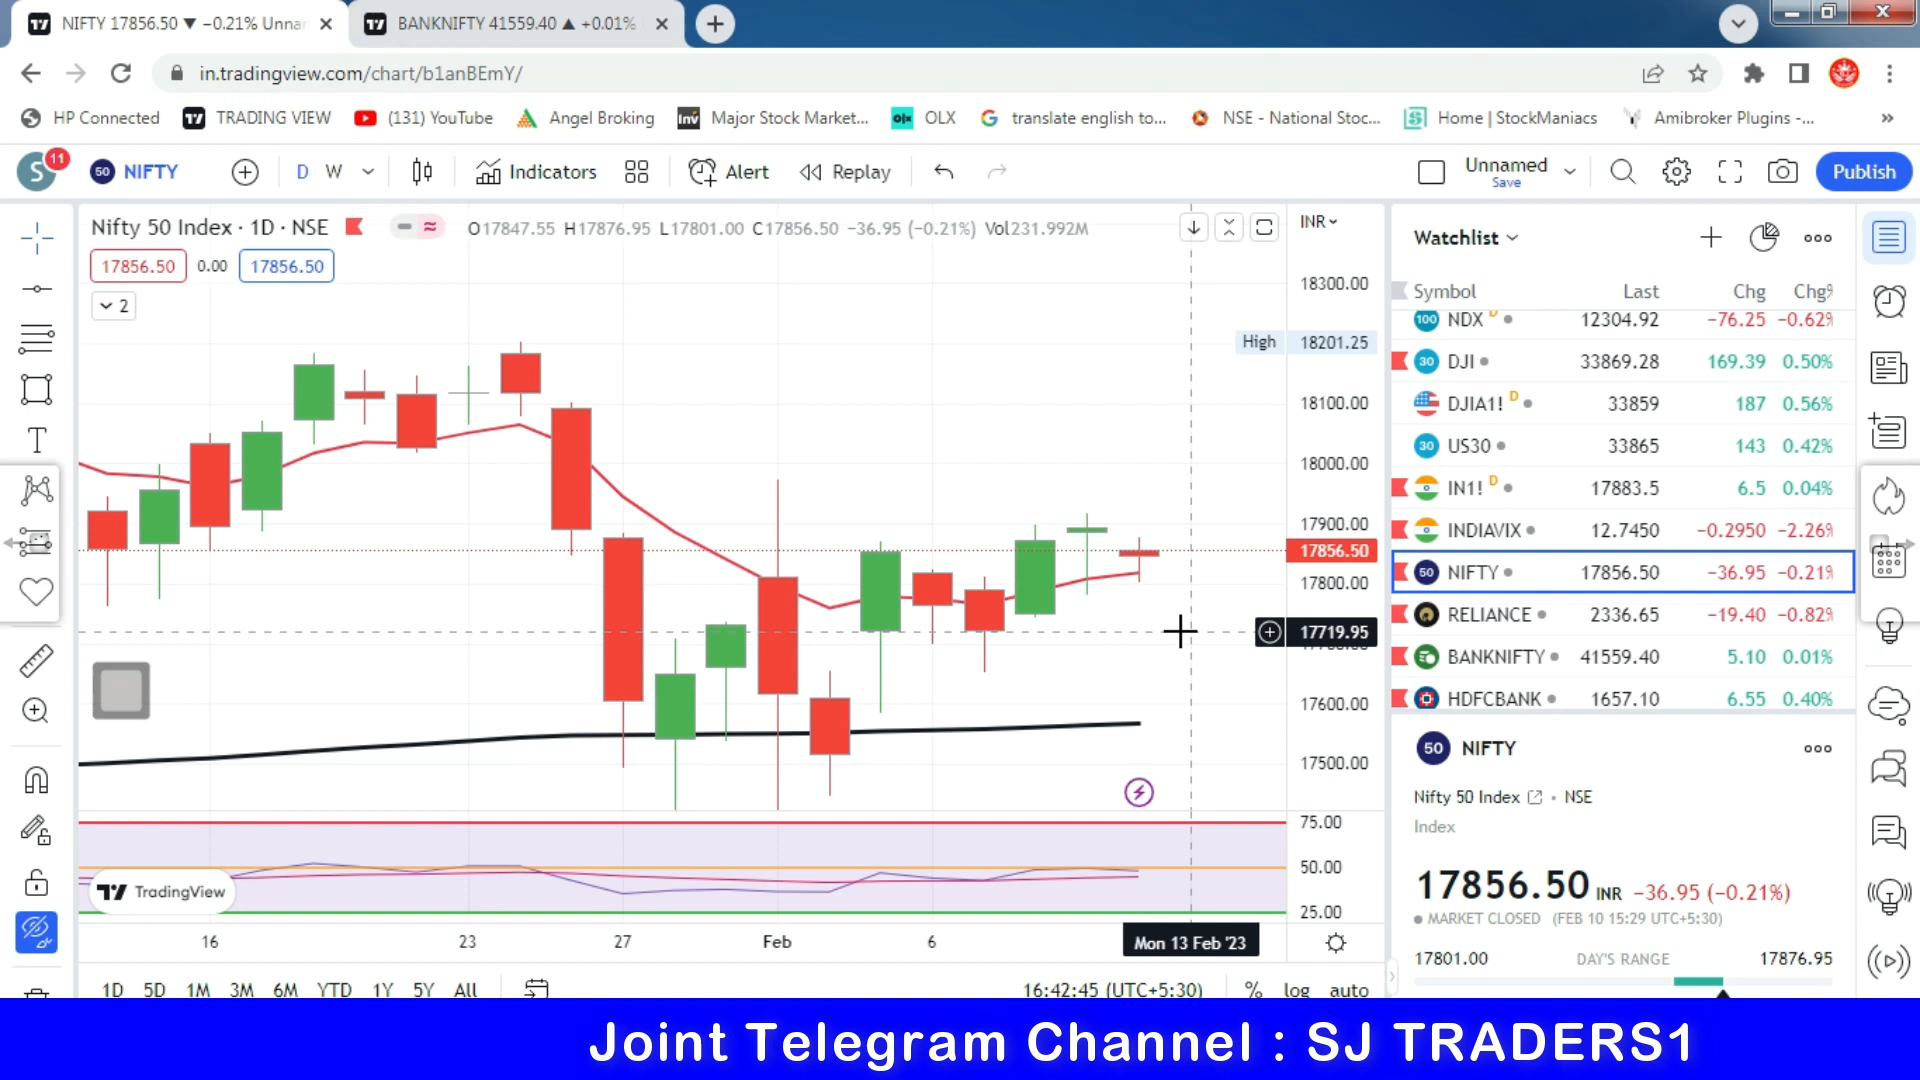 NIFTY 17856.50 ▼ −0.21% Unnar
BANKNIFTY 41559.40 ▲ +0.01%
in.tradingview.com/chart/b1anBEmY/
HP Connected
TRADING VIEW
(131) YouTube
Angel Broking
Major Stock Market...
OLX
translate english to...
NSE - National Stoc...
Home | StockManiacs
Amibroker Plugins -...
»
S 11
50 NIFTY
D W
Indicators
Alert
Replay
Unnamed
Save
Publish
Nifty 50 Index · 1D · NSE
O17847.55 H17876.95 L17801.00 C17856.50 −36.95 (−0.21%) Vol231.992M
17856.50 0.00 17856.50
2
INR
18300.00
High 18201.25
18100.00
18000.00
17900.00
17856.50
17800.00
17719.95
17600.00
17500.00
75.00
50.00
25.00
TradingView
16 23 27 Feb 6 Mon 13 Feb '23
1D 5D 1M 3M 6M YTD 1Y 5Y All
16:42:45 (UTC+5:30) % log auto
Watchlist
Symbol Last Chg Chg%
100 NDX D 12304.92 −76.25 −0.62%
30 DJI 33869.28 169.39 0.50%
DJIA1! D 33859 187 0.56%
30 US30 33865 143 0.42%
IN1! D 17883.5 6.5 0.04%
INDIAVIX 12.7450 −0.2950 −2.26%
50 NIFTY 17856.50 −36.95 −0.21%
RELIANCE 2336.65 −19.40 −0.82%
BANKNIFTY 41559.40 5.10 0.01%
HDFCBANK 1657.10 6.55 0.40%
50 NIFTY
Nifty 50 Index · NSE
Index
17856.50 INR −36.95 (−0.21%)
MARKET CLOSED (FEB 10 15:29 UTC+5:30)
17801.00 DAY'S RANGE 17876.95
Joint Telegram Channel : SJ TRADERS1